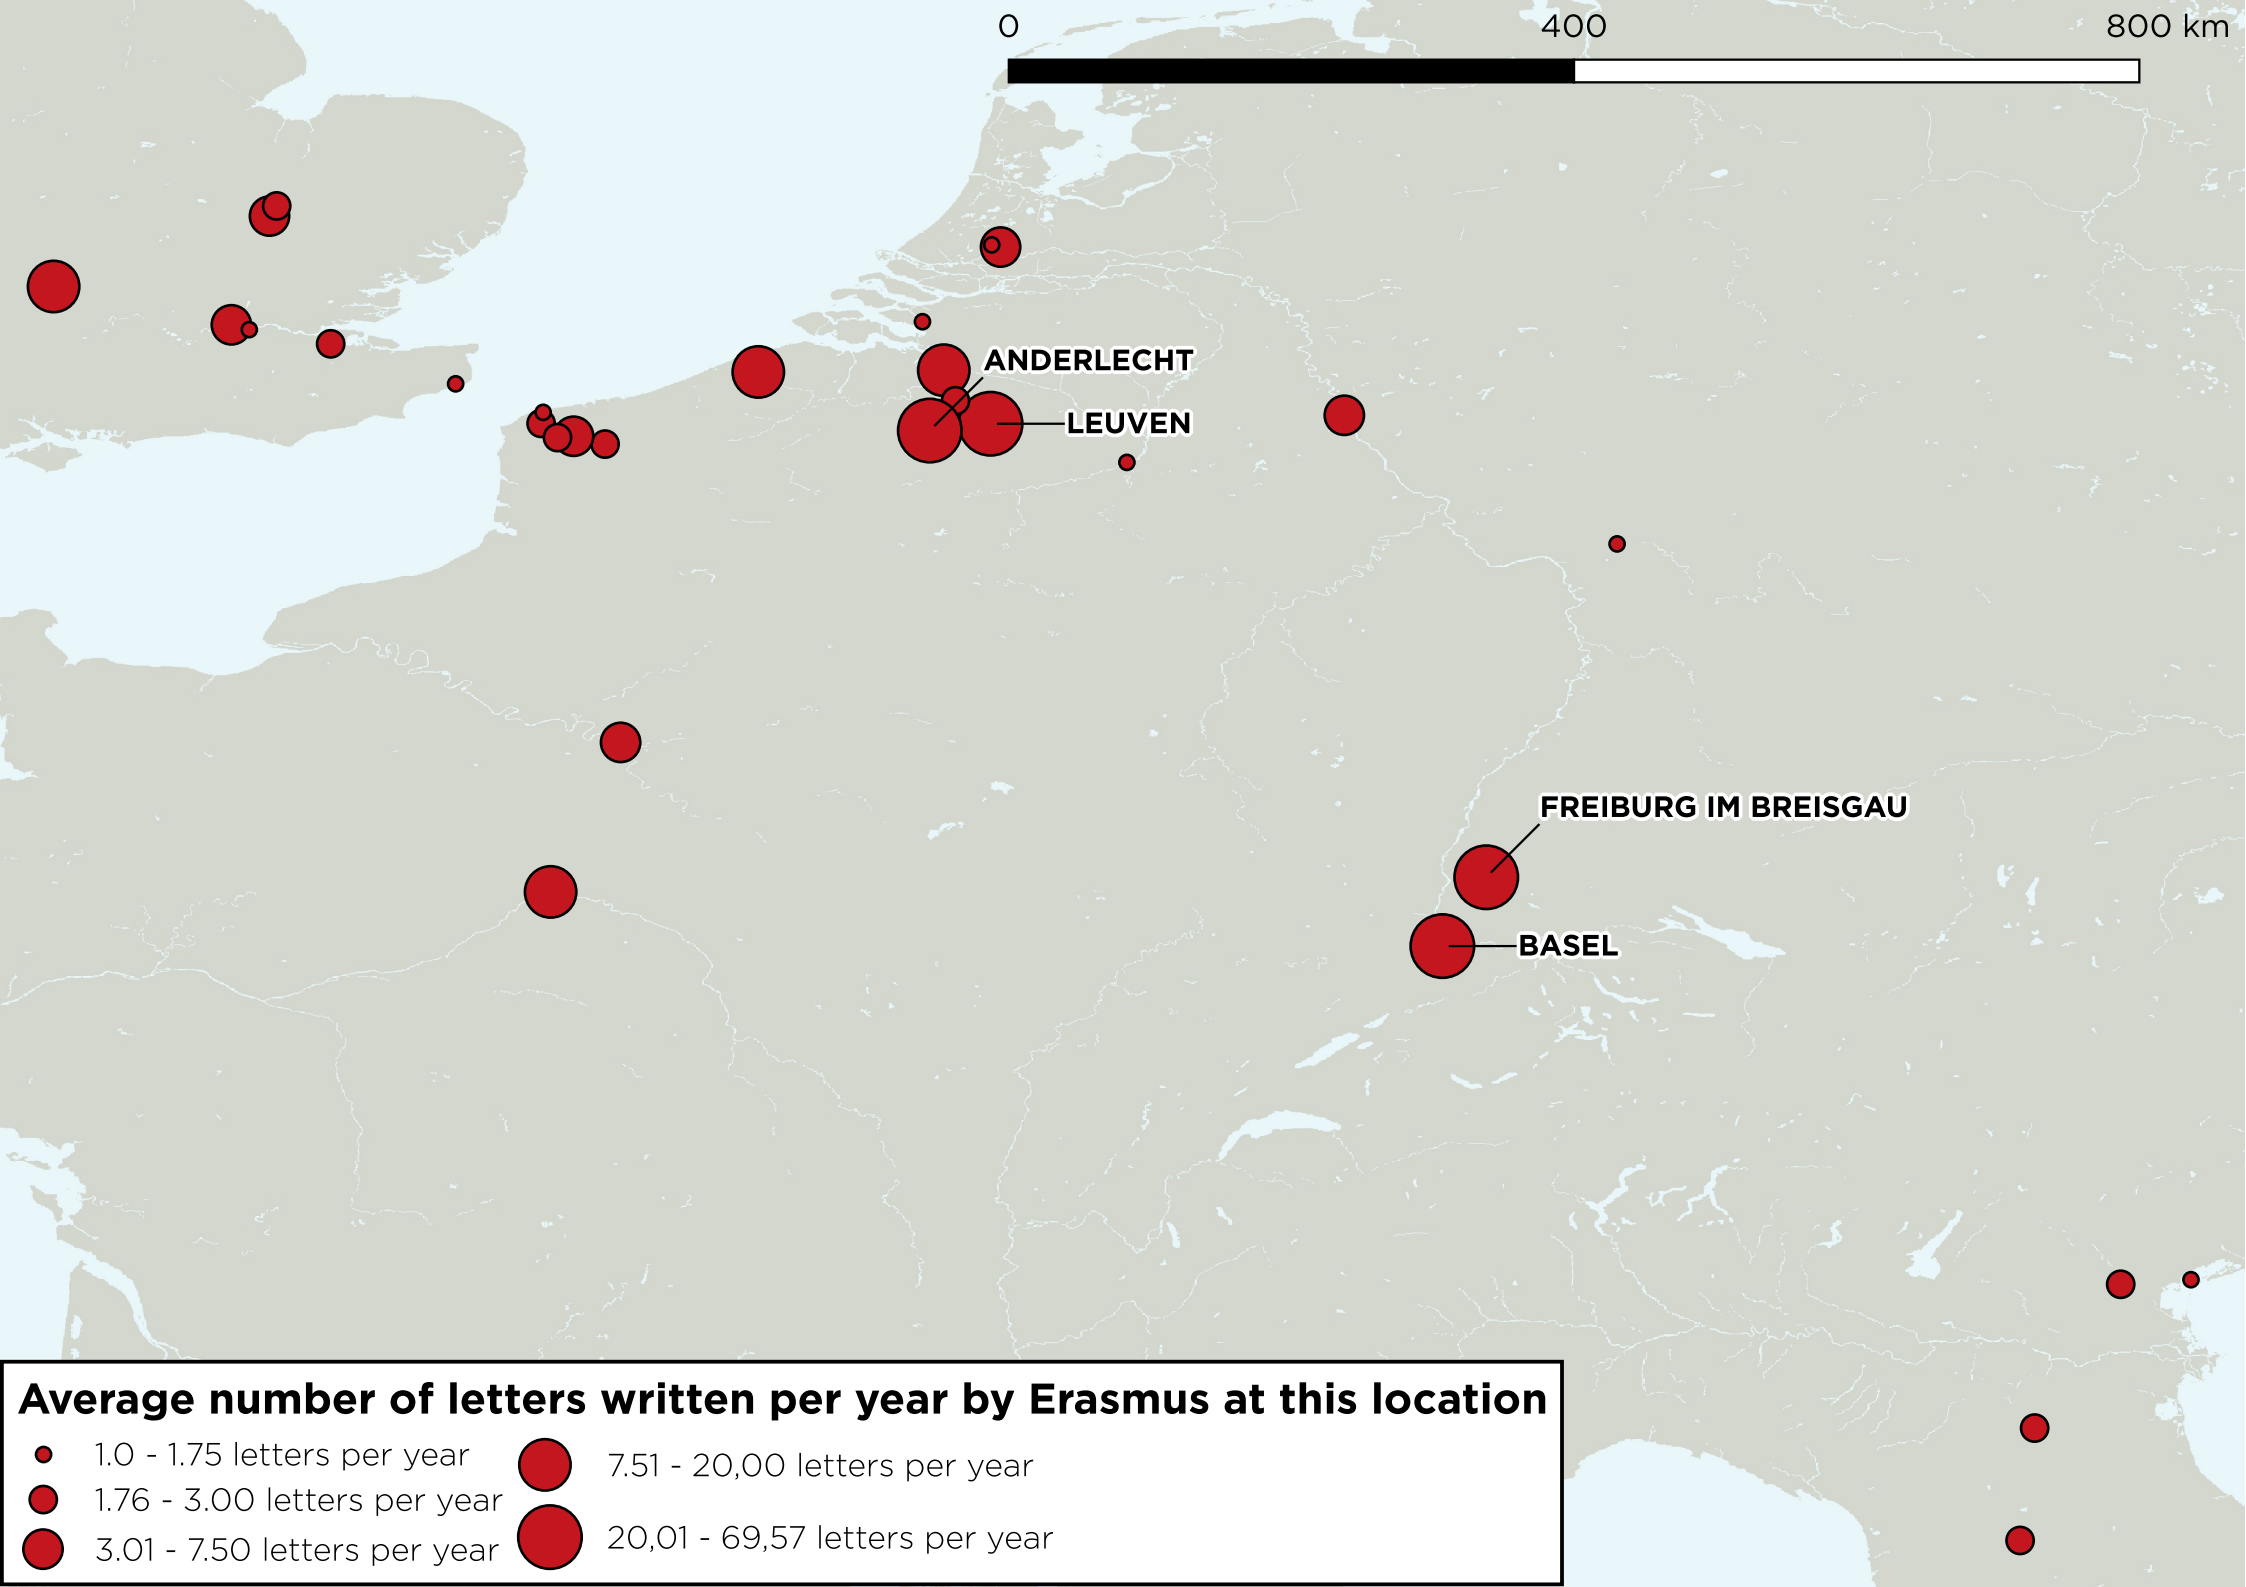 0 400 800 km
ANDERLECHT
LEUVEN
FREIBURG IM BREISGAU
BASEL
Average number of letters written per year by Erasmus at this location
1.0 - 1.75 letters per year
1.76 - 3.00 letters per year
3.01 - 7.50 letters per year
7.51 - 20,00 letters per year
20,01 - 69,57 letters per year